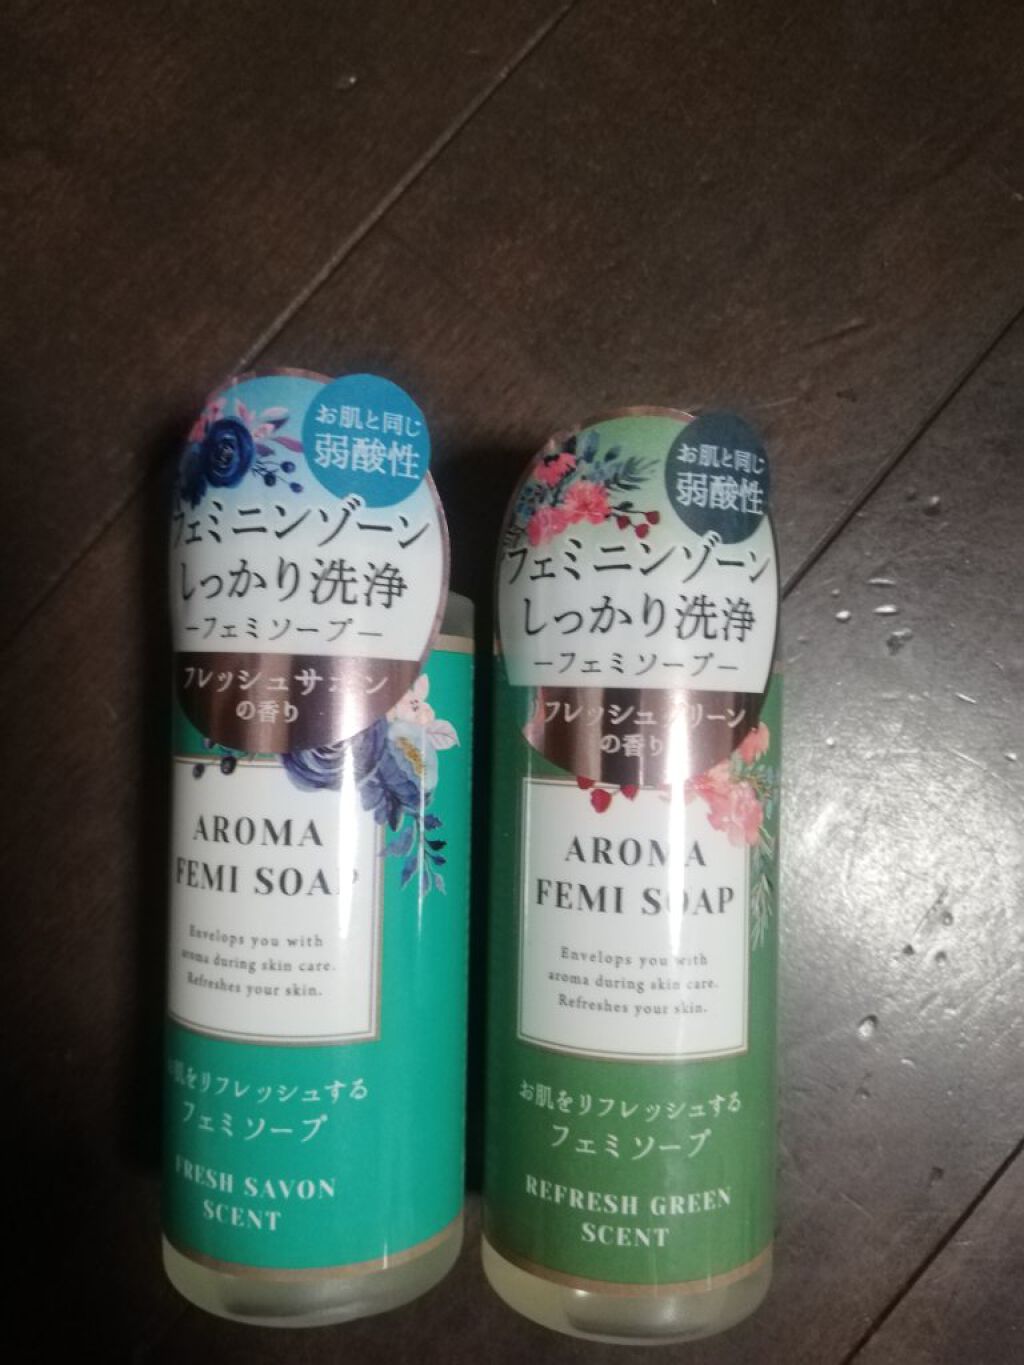 お肌と同じ
弱酸性
フェミニンゾーン
しっかり洗浄
―フェミソープ―
フレッシュサボン
の香り
AROMA
FEMI SOAP
Envelops you with
aroma during skin care.
Refreshes your skin.
お肌をリフレッシュする
フェミソープ
FRESH SAVON
SCENT
お肌と同じ
弱酸性
フェミニンゾーン
しっかり洗浄
―フェミソープ―
リフレッシュグリーン
の香り
AROMA
FEMI SOAP
Envelops you with
aroma during skin care.
Refreshes your skin.
お肌をリフレッシュする
フェミソープ
REFRESH GREEN
SCENT